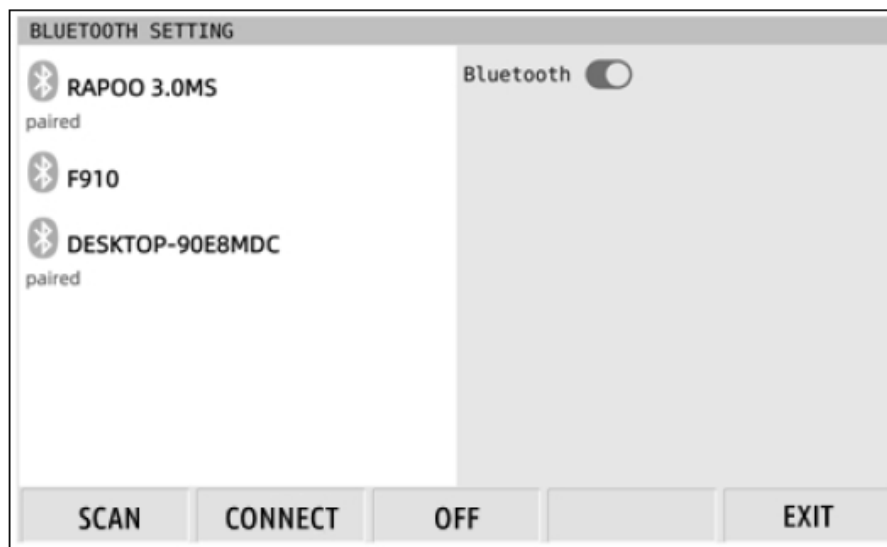 BLUETOOTH SETTING
RAPOO 3.0MS
paired
F910
DESKTOP-90E8MDC
paired
Bluetooth
SCAN CONNECT OFF EXIT